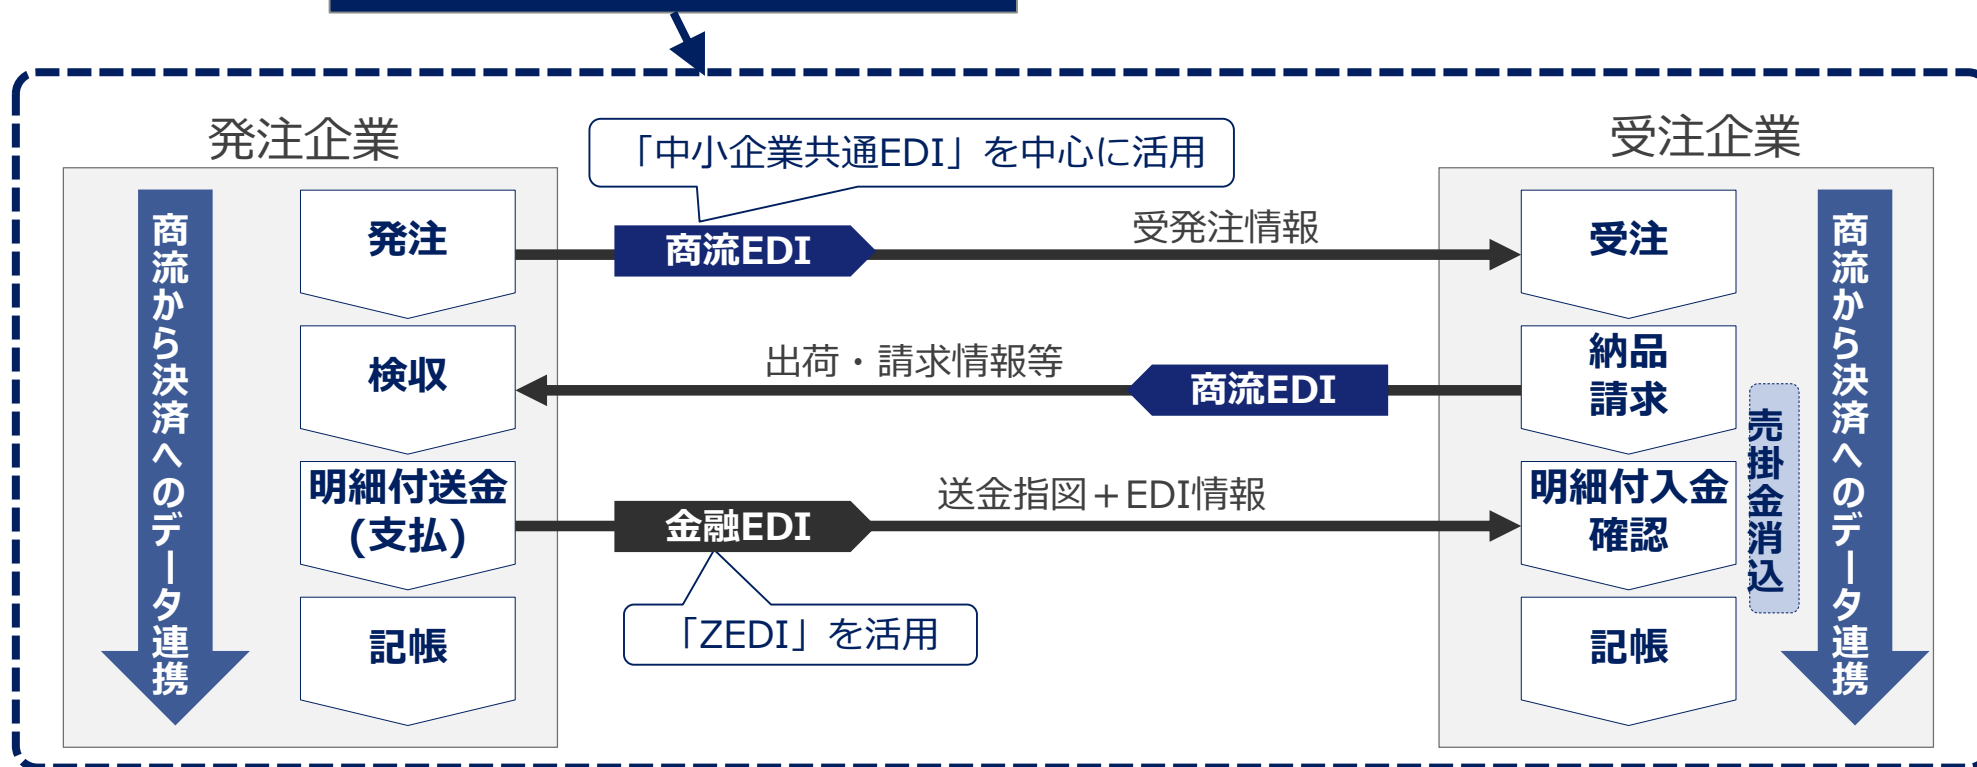 発注企業
受注企業
「中小企業共通EDI」を中心に活用
商流から決済へのデータ連携
発注
商流EDI
受発注情報
受注
商流から決済へのデータ連携
検収
出荷・請求情報等
商流EDI
納品
請求
売掛金消込
明細付送金
(支払)
金融EDI
送金指図＋EDI情報
明細付入金
確認
「ZEDI」を活用
記帳
記帳